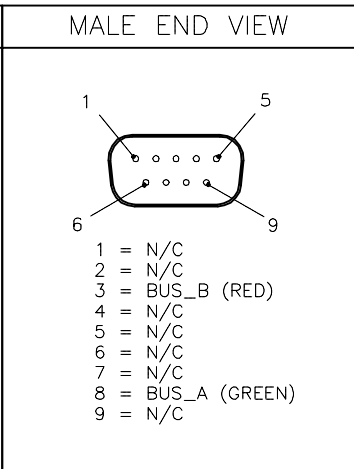 MALE END VIEW
1 5
6 9
1 = N/C
2 = N/C
3 = BUS_B (RED)
4 = N/C
5 = N/C
6 = N/C
7 = N/C
8 = BUS_A (GREEN)
9 = N/C